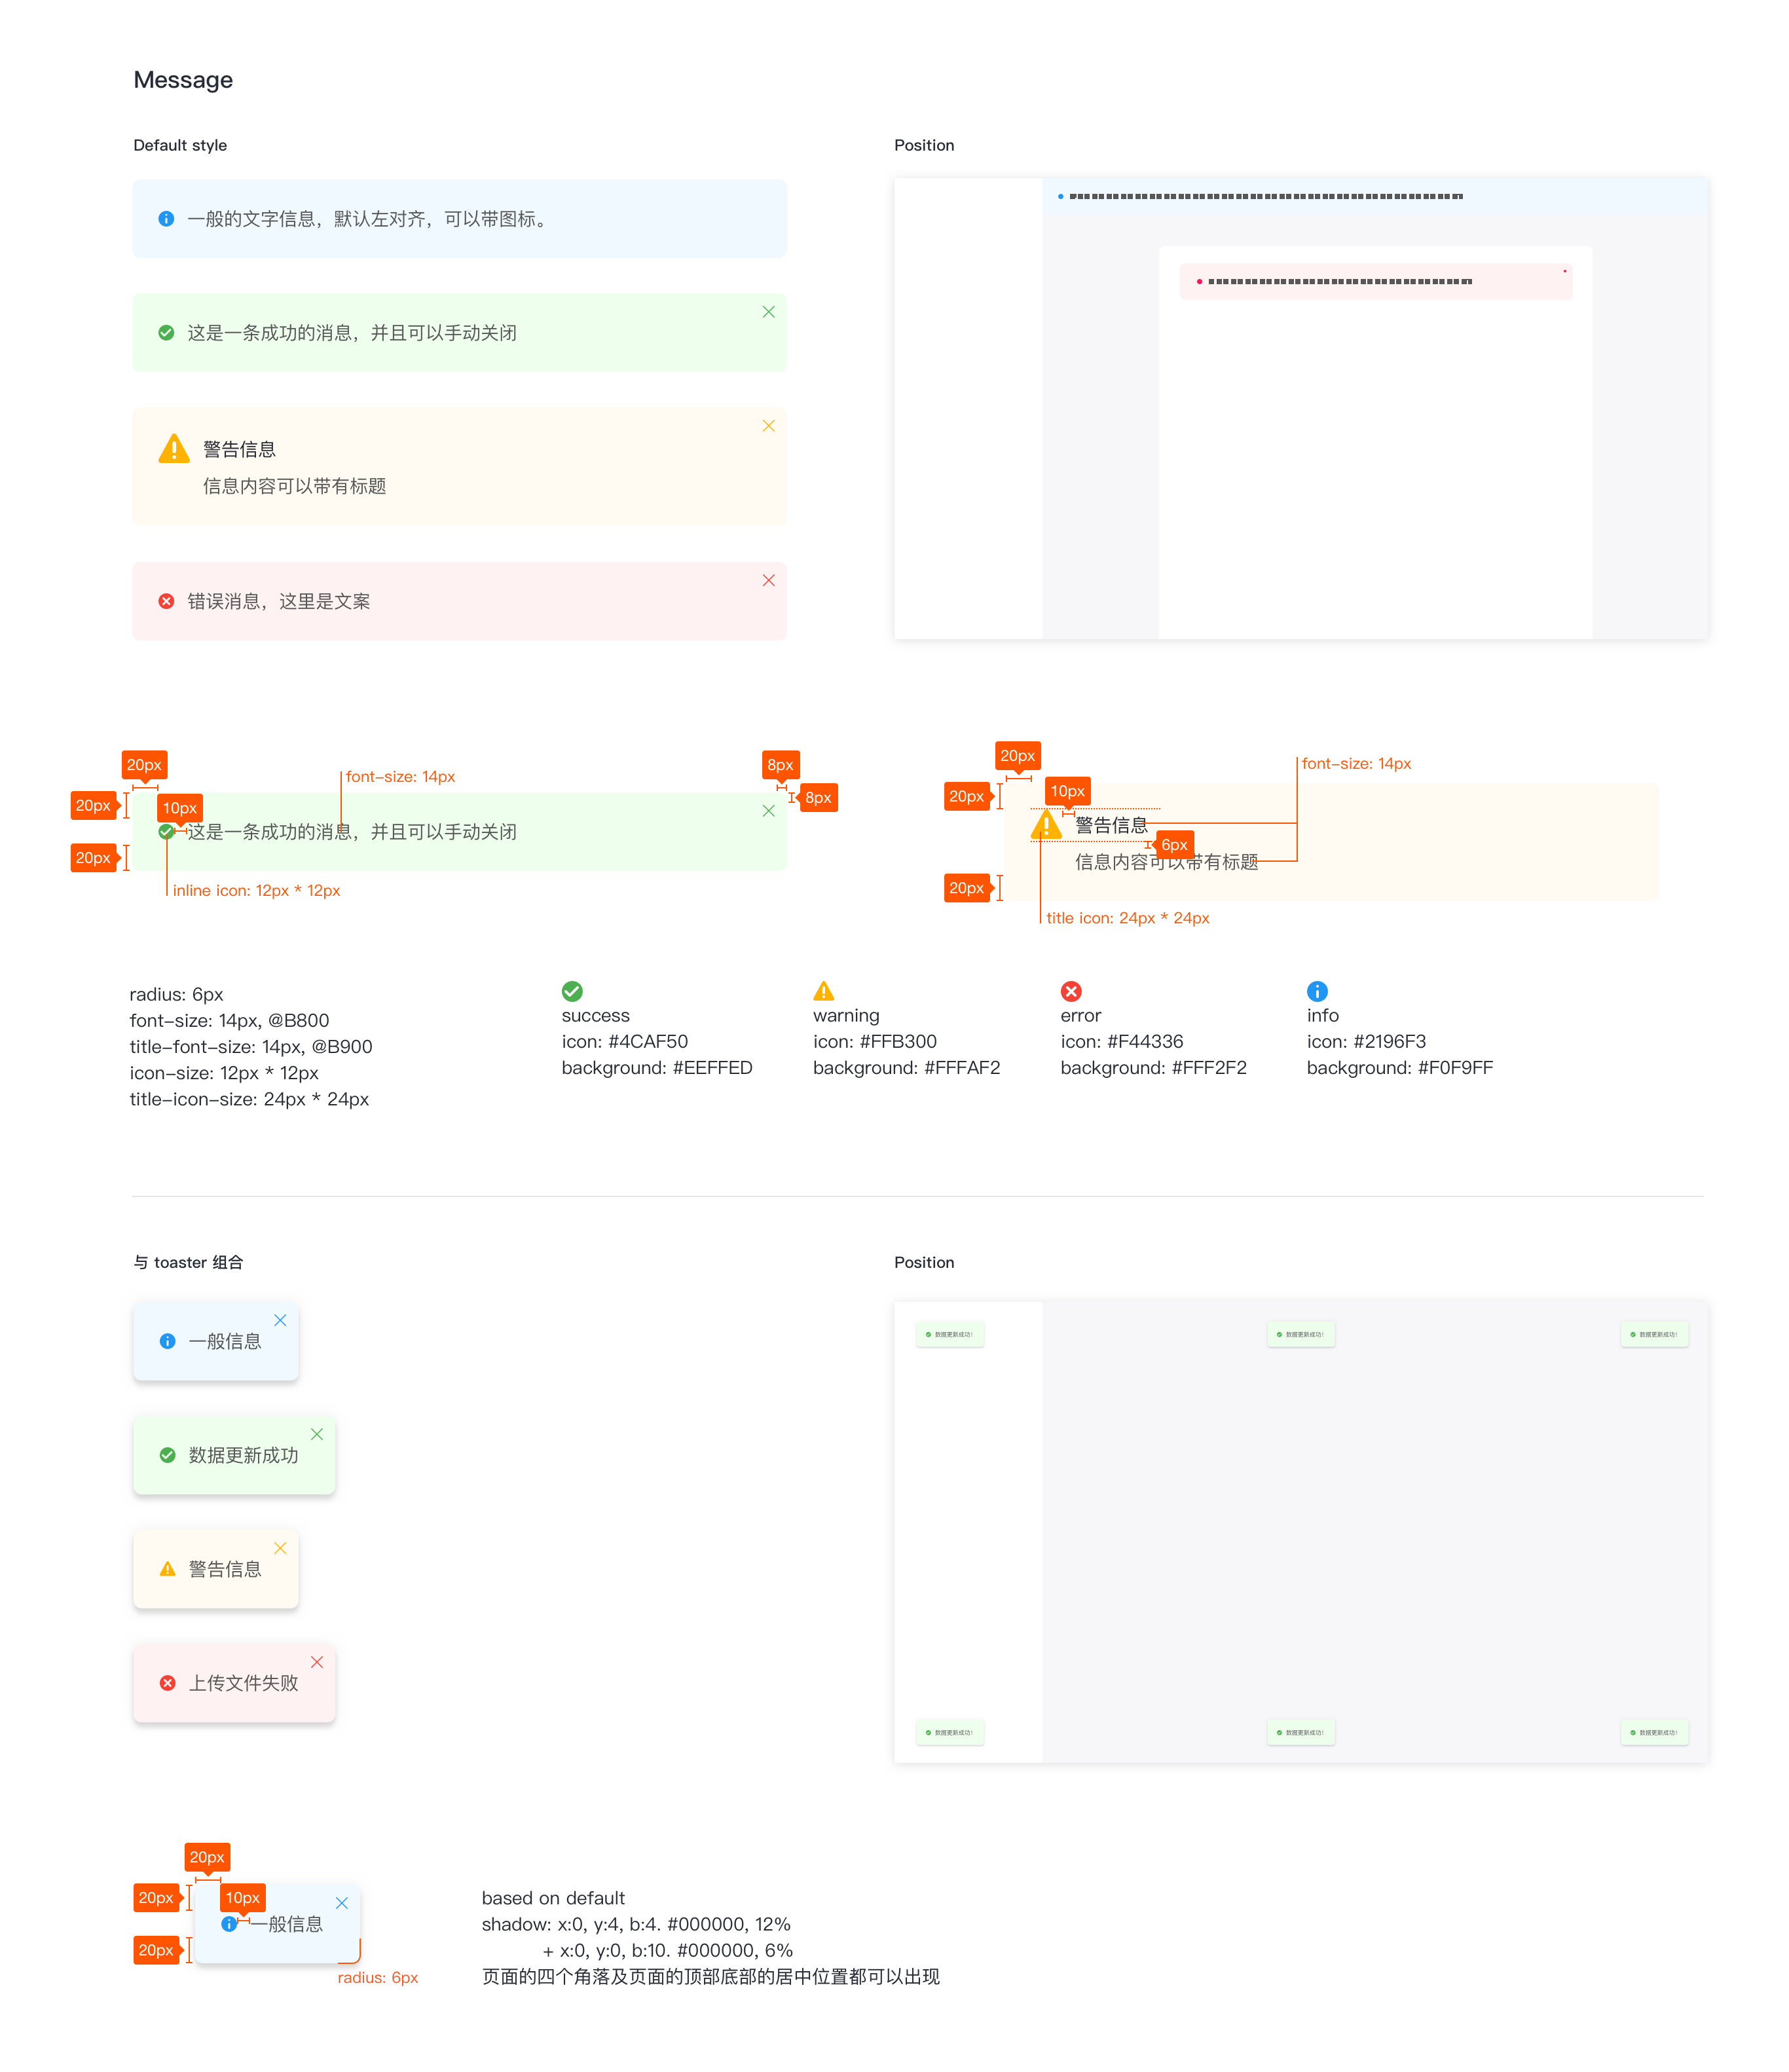 Message
Default style
一般的文字信息，默认左对齐，可以带图标。
这是一条成功的消息，并且可以手动关闭
警告信息
信息内容可以带有标题
错误消息，这里是文案
Position
20px
font-size: 14px
8px
20px
10px
8px
这是一条成功的消息，并且可以手动关闭
20px
inline icon: 12px * 12px
20px
font-size: 14px
20px
10px
警告信息
6px
信息内容可以带有标题
20px
title icon: 24px * 24px
radius: 6px
font-size: 14px, @B800
title-font-size: 14px, @B900
icon-size: 12px * 12px
title-icon-size: 24px * 24px
success
icon: #4CAF50
background: #EEFFED
warning
icon: #FFB300
background: #FFFAF2
error
icon: #F44336
background: #FFF2F2
info
icon: #2196F3
background: #F0F9FF
与 toaster 组合
一般信息
数据更新成功
警告信息
上传文件失败
Position
数据更新成功！
数据更新成功！
数据更新成功！
数据更新成功！
数据更新成功！
数据更新成功！
20px
20px
10px
一般信息
20px
radius: 6px
based on default
shadow: x:0, y:4, b:4. #000000, 12%
+ x:0, y:0, b:10. #000000, 6%
页面的四个角落及页面的顶部底部的居中位置都可以出现